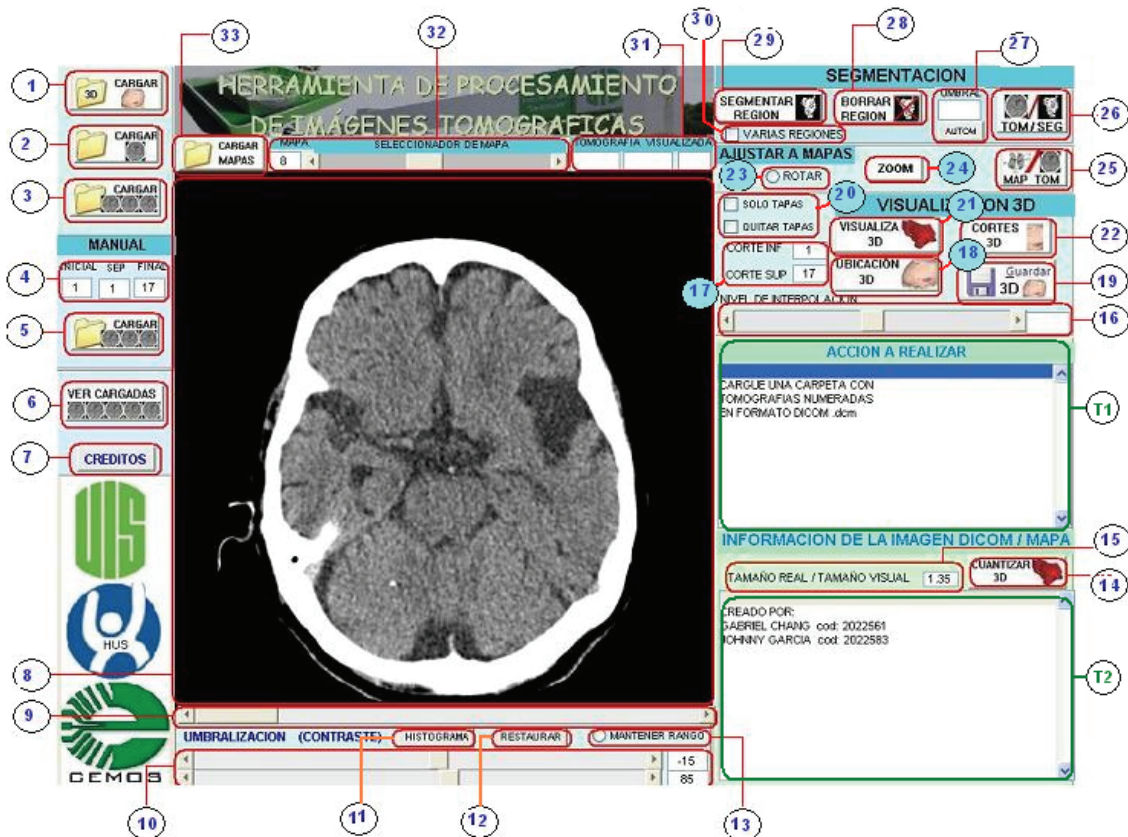 33
32
31
30
29
28
27
1
3D
CARGAR
HERRAMIENTA DE PROCESAMIENTO
DE IMÁGENES TOMOGRAFICAS
SEGMENTACION
SEGMENTAR
REGION
BORRAR
REGION
UMBRAL
AUTOM
TOM/SEG
26
VARIAS REGIONES
2
CARGAR
CARGAR
MAPAS
MAPA
8
SELECCIONADOR DE MAPA
TOMOGRAFIA VISUALIZADA
AJUSTAR A MAPAS
23
ROTAR
ZOOM
24
MAP TOM
25
3
CARGAR
SOLO TAPAS
QUITAR TAPAS
20
21
VISUALIZACION 3D
VISUALIZA
3D
CORTES
3D
22
MANUAL
4
INICIAL
SEP
FINAL
1
1
17
CORTE INF
1
CORTE SUP
17
17
UBICACIÓN
3D
18
Guardar
3D
19
NIVEL DE INTERPOLACION
16
5
CARGAR
ACCION A REALIZAR
CARGUE UNA CARPETA CON
TOMOGRAFIAS NUMERADAS
EN FORMATO DICOM .dcm
T1
6
VER CARGADAS
7
CREDITOS
UIS
HUS
CEMOS
INFORMACION DE LA IMAGEN DICOM / MAPA
15
TAMAÑO REAL / TAMAÑO VISUAL
1.35
CUANTIZAR
3D
14
CREADO POR:
GABRIEL CHANG cod: 2022561
JOHNNY GARCIA cod: 2022583
T2
8
9
UMBRALIZACION (CONTRASTE)
HISTOGRAMA
RESTAURAR
MANTENER RANGO
-15
85
10
11
12
13